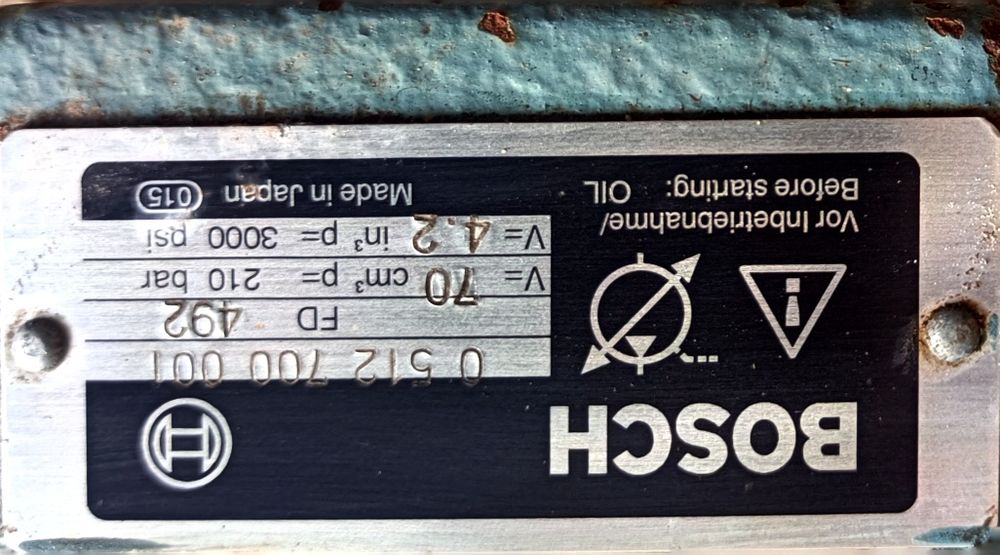 BOSCH
0 512 700 001
FD 492
V= 70 cm³ p= 210 bar
V= 4.2 in³ p= 3000 psi
Vor Inbetriebnahme/
Before starting: OIL
Made in Japan 015